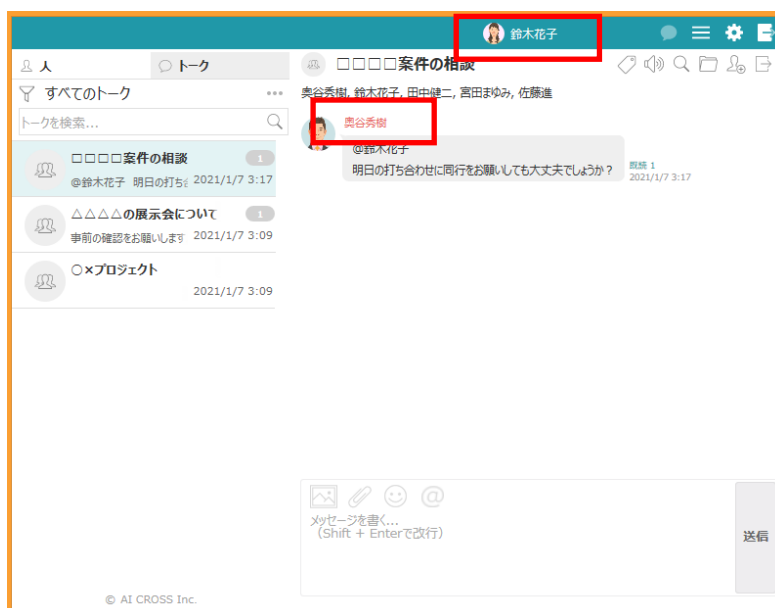 鈴木花子
人
トーク
□□□□案件の相談
すべてのトーク
奥谷秀樹, 鈴木花子, 田中健二, 宮田まゆみ, 佐藤進
トークを検索...
奥谷秀樹
@鈴木花子
明日の打ち合わせに同行をお願いしても大丈夫でしょうか?
既読 1
2021/1/7 3:17
□□□□案件の相談
1
@鈴木花子 明日の打ち
2021/1/7 3:17
△△△△の展示会について
1
事前の確認をお願いします
2021/1/7 3:09
○×プロジェクト
2021/1/7 3:09
メッセージを書く...
(Shift + Enterで改行)
送信
© AI CROSS Inc.